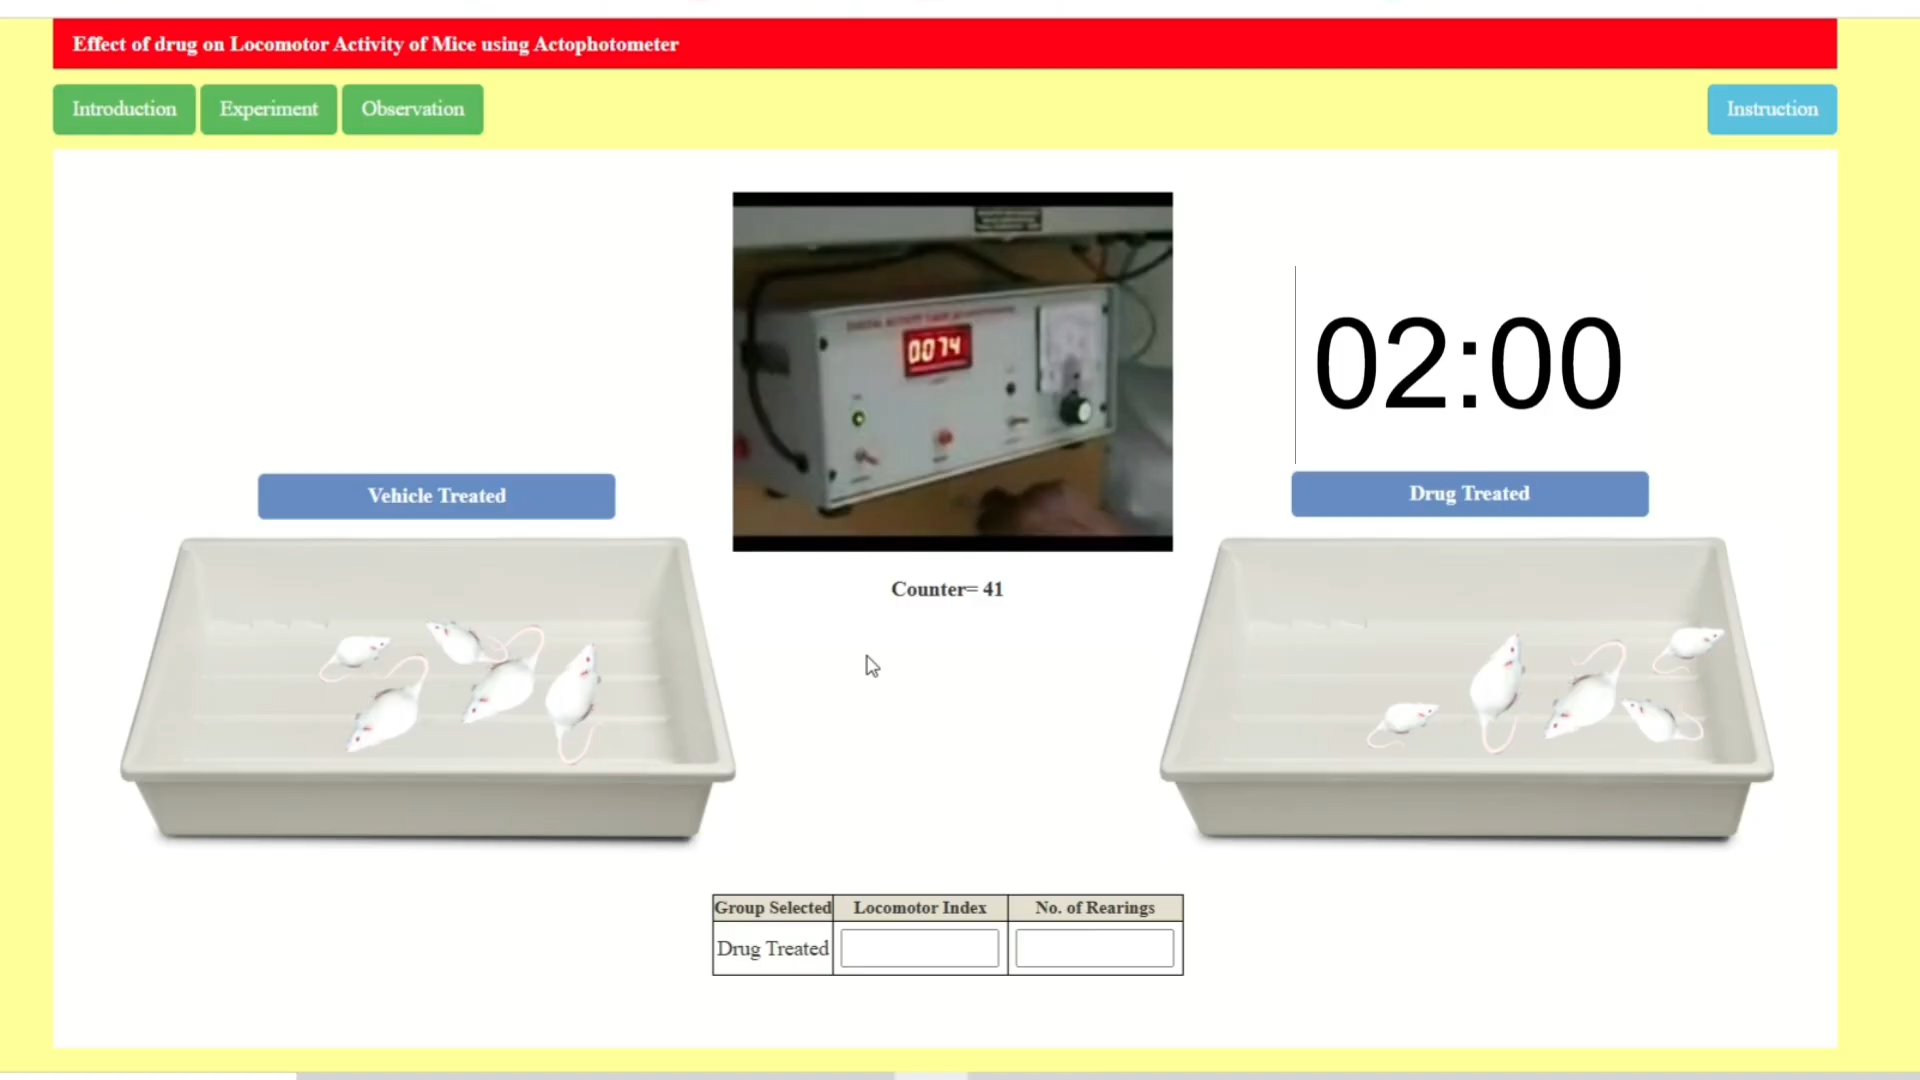 Effect of drug on Locomotor Activity of Mice using Actophotometer
Introduction
Experiment
Observation
Instruction
0074
02:00
Vehicle Treated
Drug Treated
Counter= 41
Group Selected
Locomotor Index
No. of Rearings
Drug Treated